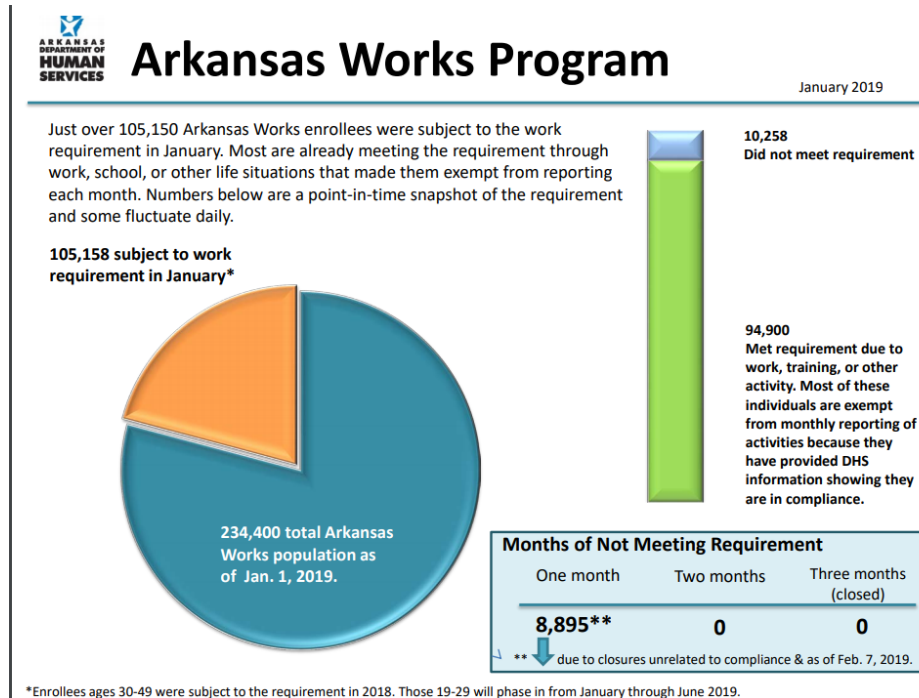 ARKANSAS
DEPARTMENT OF
HUMAN
SERVICES
Arkansas Works Program
January 2019
Just over 105,150 Arkansas Works enrollees were subject to the work
requirement in January. Most are already meeting the requirement through
work, school, or other life situations that made them exempt from reporting
each month. Numbers below are a point-in-time snapshot of the requirement
and some fluctuate daily.
105,158 subject to work
requirement in January*
234,400 total Arkansas
Works population as
of Jan. 1, 2019.
10,258
Did not meet requirement
94,900
Met requirement due to
work, training, or other
activity. Most of these
individuals are exempt
from monthly reporting of
activities because they
have provided DHS
information showing they
are in compliance.
Months of Not Meeting Requirement
One month Two months Three months
(closed)
8,895** 0 0
** due to closures unrelated to compliance & as of Feb. 7, 2019.
*Enrollees ages 30-49 were subject to the requirement in 2018. Those 19-29 will phase in from January through June 2019.